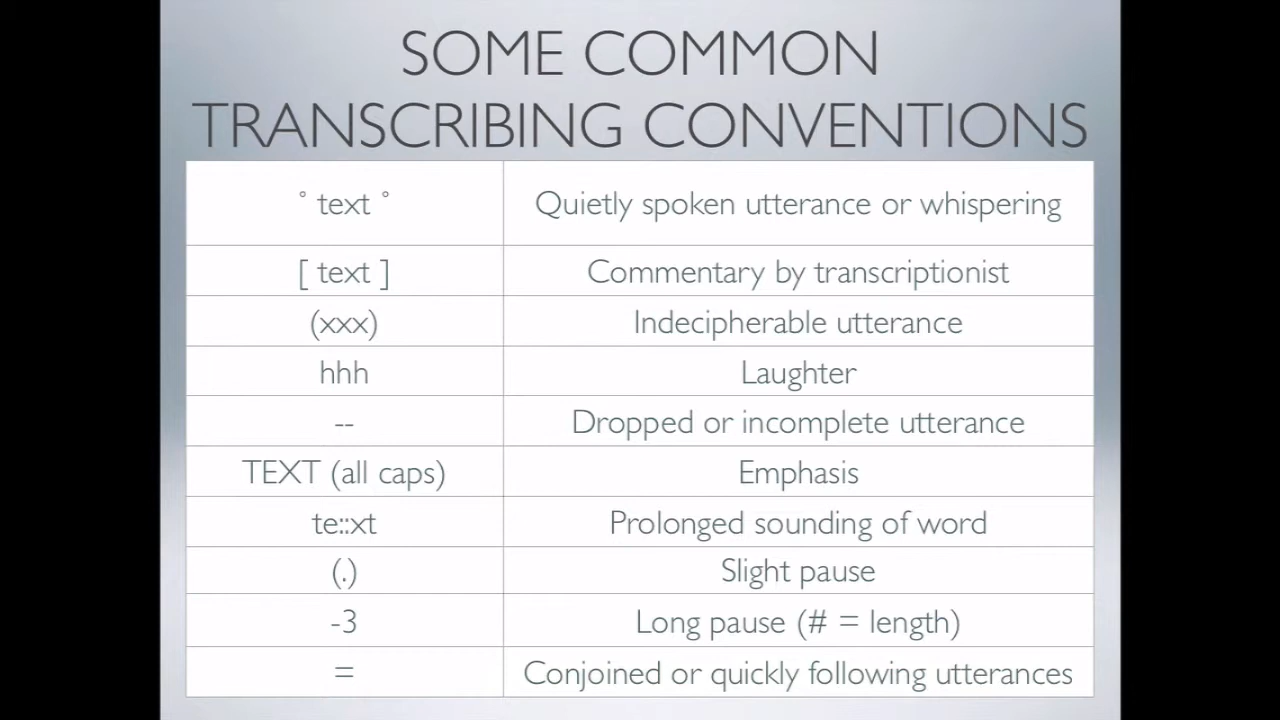 SOME COMMON
TRANSCRIBING CONVENTIONS
° text ° Quietly spoken utterance or whispering
[ text ] Commentary by transcriptionist
(xxx) Indecipherable utterance
hhh Laughter
-- Dropped or incomplete utterance
TEXT (all caps) Emphasis
te::xt Prolonged sounding of word
(.) Slight pause
-3 Long pause (# = length)
= Conjoined or quickly following utterances